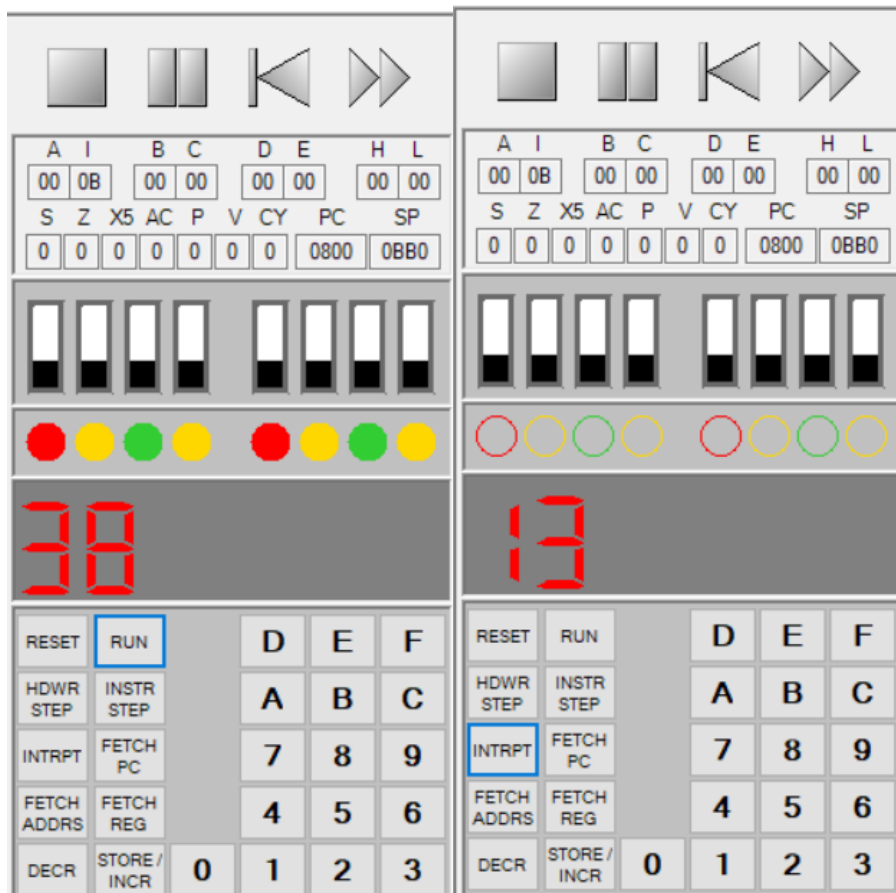 A I B C D E H L
00 0B 00 00 00 00 00 00
S Z X5 AC P V CY PC SP
0 0 0 0 0 0 0 0800 0BB0
38
RESET RUN D E F
HDWR STEP INSTR STEP A B C
INTRPT FETCH PC 7 8 9
FETCH ADDRS FETCH REG 4 5 6
DECR STORE / INCR 0 1 2 3
A I B C D E H L
00 0B 00 00 00 00 00 00
S Z X5 AC P V CY PC SP
0 0 0 0 0 0 0 0800 0BB0
13
RESET RUN D E F
HDWR STEP INSTR STEP A B C
INTRPT FETCH PC 7 8 9
FETCH ADDRS FETCH REG 4 5 6
DECR STORE / INCR 0 1 2 3